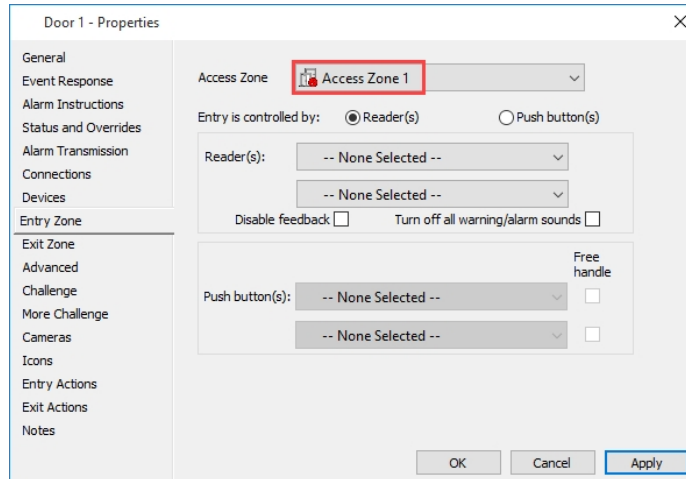 Door 1 - Properties
General
Event Response
Alarm Instructions
Status and Overrides
Alarm Transmission
Connections
Devices
Entry Zone
Exit Zone
Advanced
Challenge
More Challenge
Cameras
Icons
Entry Actions
Exit Actions
Notes
Access Zone Access Zone 1
Entry is controlled by: Reader(s) Push button(s)
Reader(s): -- None Selected --
-- None Selected --
Disable feedback Turn off all warning/alarm sounds
Free
handle
Push button(s): -- None Selected --
-- None Selected --
OK Cancel Apply